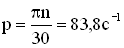 p = πn/30 = 83,8c⁻¹